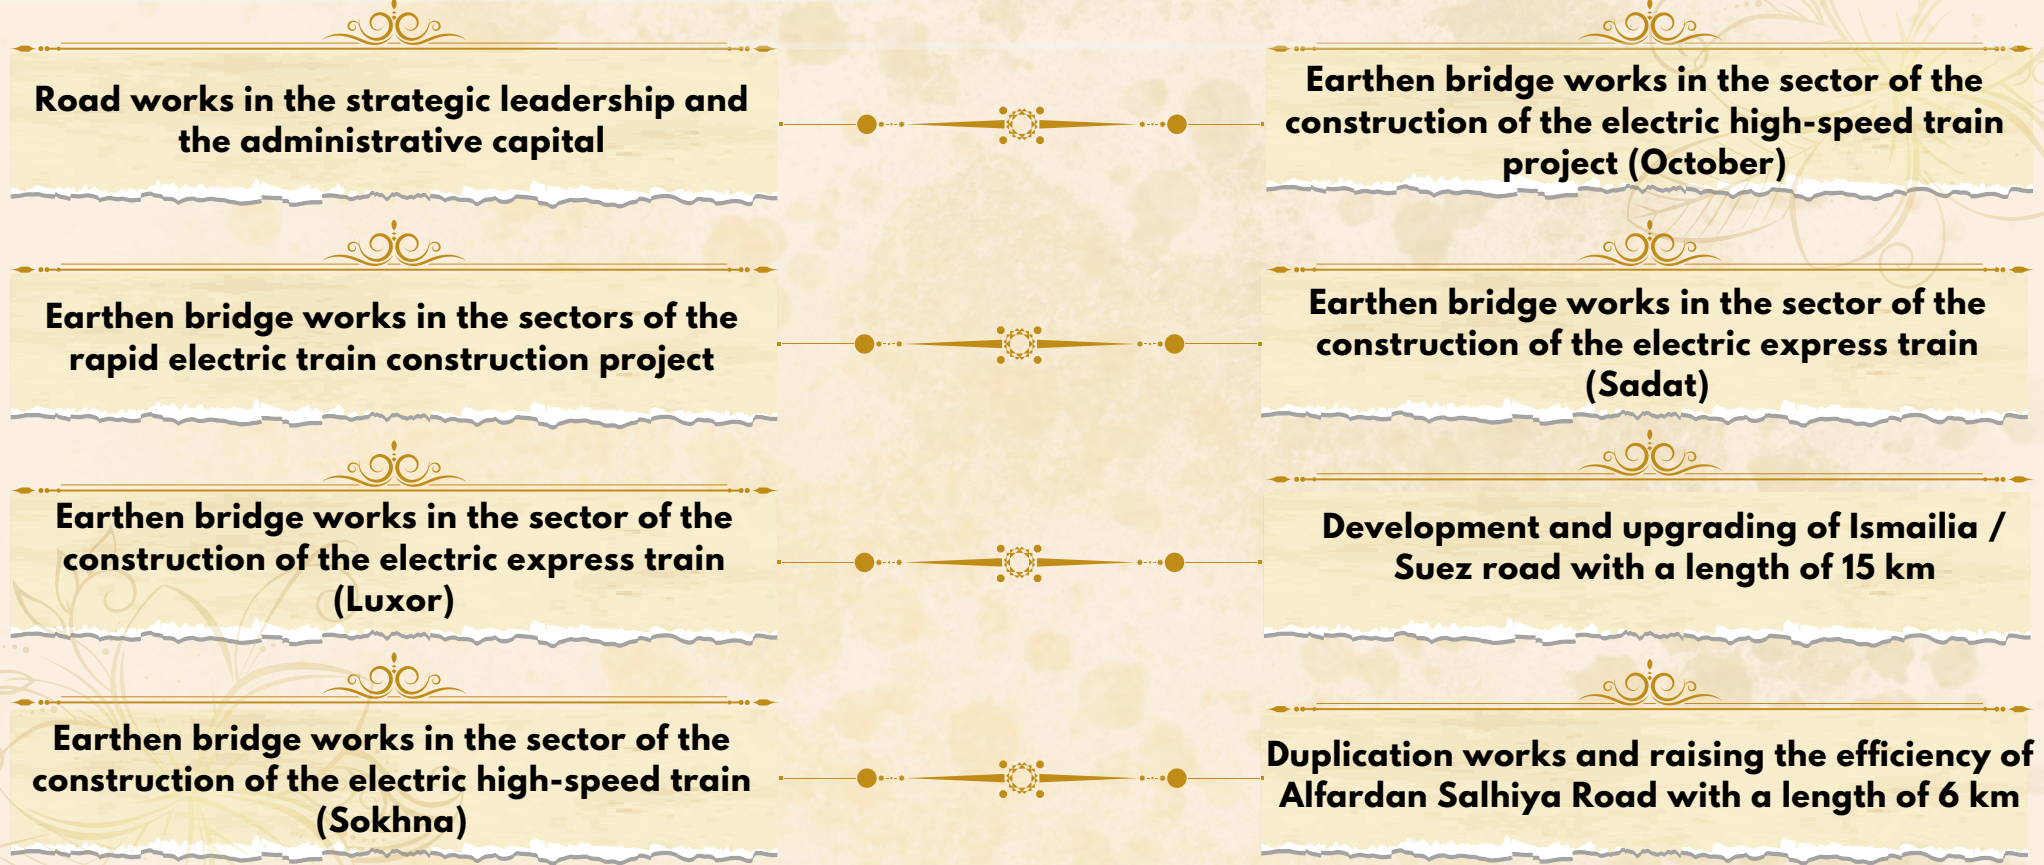 Road works in the strategic leadership and
the administrative capital
Earthen bridge works in the sector of the
construction of the electric high-speed train
project (October)
Earthen bridge works in the sectors of the
rapid electric train construction project
Earthen bridge works in the sector of the
construction of the electric express train
(Sadat)
Earthen bridge works in the sector of the
construction of the electric express train
(Luxor)
Development and upgrading of Ismailia /
Suez road with a length of 15 km
Earthen bridge works in the sector of the
construction of the electric high-speed train
(Sokhna)
Duplication works and raising the efficiency of
Alfardan Salhiya Road with a length of 6 km